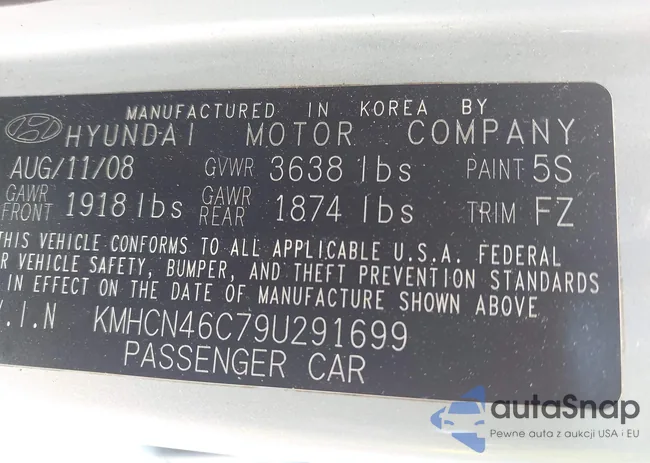 MANUFACTURED IN KOREA BY
HYUNDAI MOTOR COMPANY
AUG/11/08 GVWR 3638 lbs PAINT 5S
GAWR FRONT 1918 lbs GAWR REAR 1874 lbs TRIM FZ
THIS VEHICLE CONFORMS TO ALL APPLICABLE U.S.A. FEDERAL
VEHICLE SAFETY, BUMPER, AND THEFT PREVENTION STANDARDS
IN EFFECT ON THE DATE OF MANUFACTURE SHOWN ABOVE
V.I.N KMHCN46C79U291699
PASSENGER CAR
autaSnap
Pewne auta z aukcji USA i EU